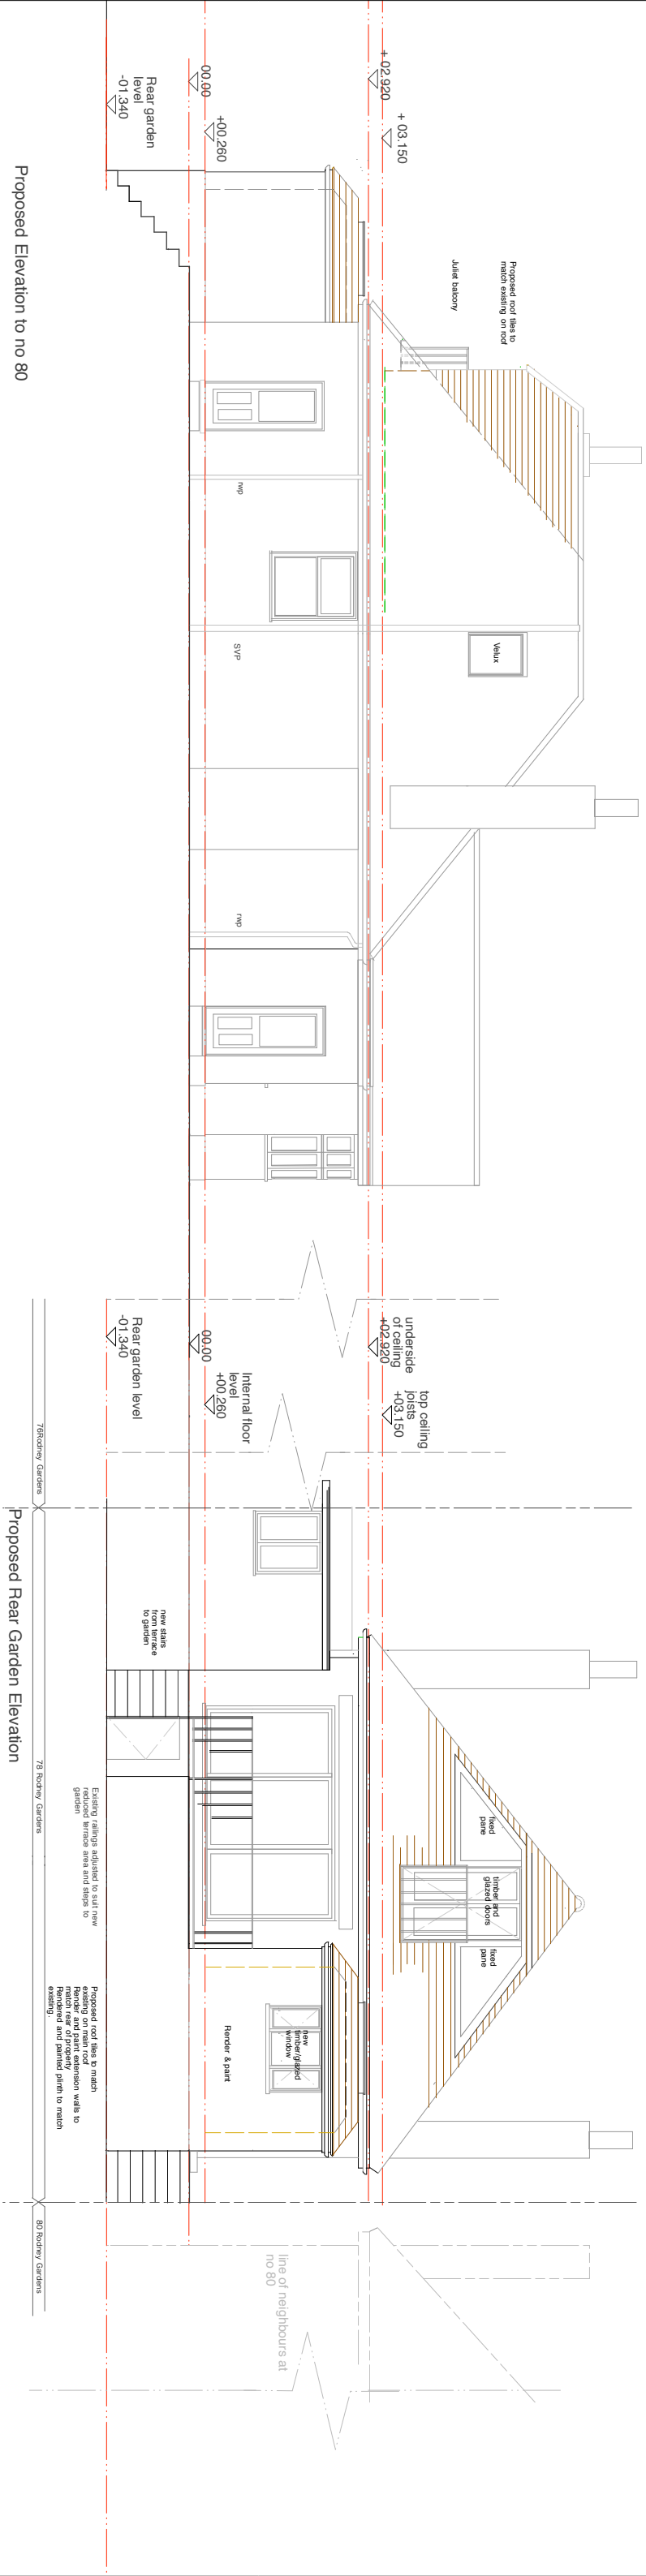 + 03.150
+ 02.920
+00.260
00.00
Rear garden
level
-01.340
Proposed roof tiles to
match existing on roof
Juliet balcony
rwp
SVP
Velux
rwp
Proposed Elevation to no 80
top ceiling
joists
+03.150
underside
of ceiling
+02.920
Internal floor
level
+00.260
00.00
Rear garden level
-01.340
fixed
pane
timber and
glazed doors
fixed
pane
new
timber/glazed
window
Render & paint
new stairs
from terrace
to garden
Existing railings adjusted to suit new
reduced terrace area and steps to
garden
Proposed roof tiles to match
existing on main roof
Render and paint extension walls to
match rear of property
Rendered and painted plinth to match
existing.
line of neighbours at
no 80
76Rodney Gardens
78 Rodney Gardens
80 Rodney Gardens
Proposed Rear Garden Elevation